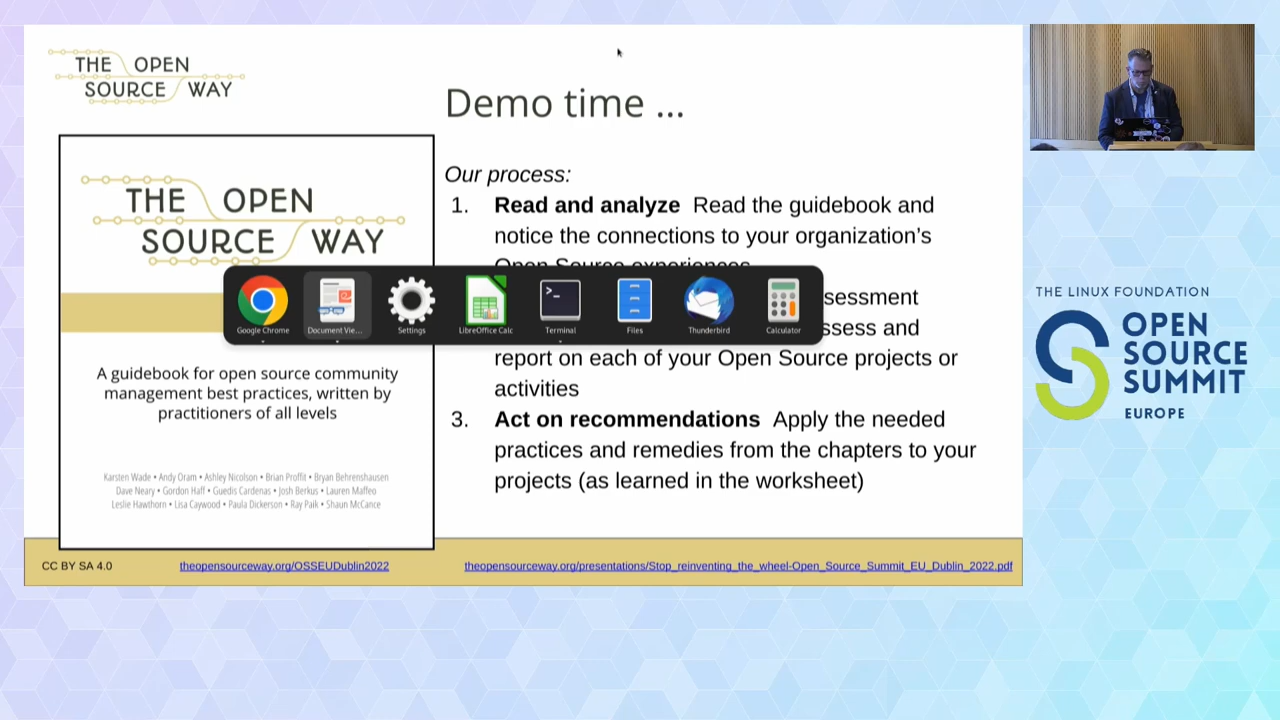 THE OPEN
SOURCE WAY
Demo time ...
THE OPEN
SOURCE WAY
A guidebook for open source community
management best practices, written by
practitioners of all levels
Karsten Wade • Andy Oram • Ashley Nicolson • Brian Proffit • Bryan Behrenshausen
Dave Neary • Gordon Haff • Guedis Cardenas • Josh Berkus • Lauren Maffeo
Leslie Hawthorn • Lisa Caywood • Paula Dickerson • Ray Paik • Shaun McCance
Our process:
1. Read and analyze Read the guidebook and
notice the connections to your organization's
Open Source experiences
sessment
ssess and
report on each of your Open Source projects or
activities
3. Act on recommendations Apply the needed
practices and remedies from the chapters to your
projects (as learned in the worksheet)
Google Chrome
Document Vie...
Settings
LibreOffice Calc
Terminal
Files
Thunderbird
Calculator
CC BY SA 4.0
theopensourceway.org/OSSEUDublin2022
theopensourceway.org/presentations/Stop_reinventing_the_wheel-Open_Source_Summit_EU_Dublin_2022.pdf
THE LINUX FOUNDATION
OPEN
SOURCE
SUMMIT
EUROPE